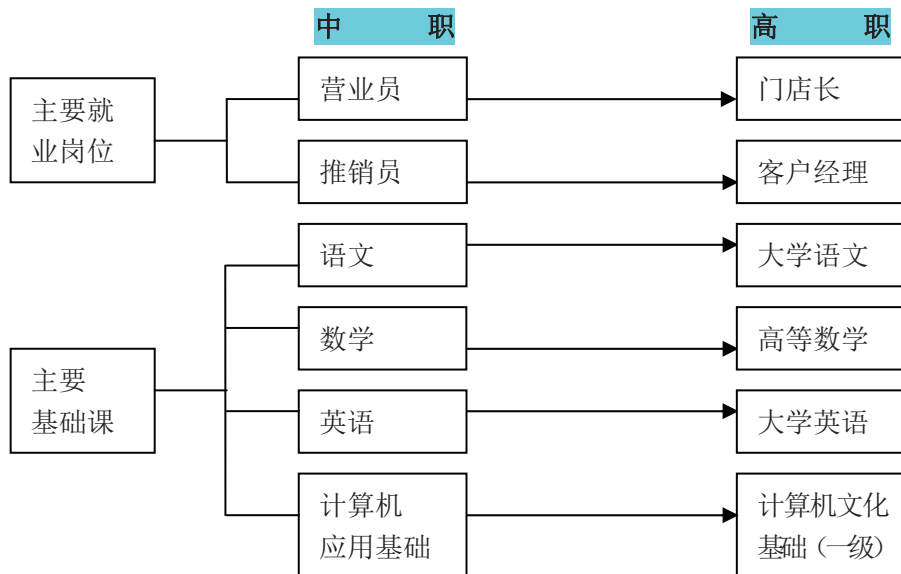 中 职
高 职
主要就
业岗位
营业员
门店长
推销员
客户经理
主要
基础课
语文
大学语文
数学
高等数学
英语
大学英语
计算机
应用基础
计算机文化
基础（一级）